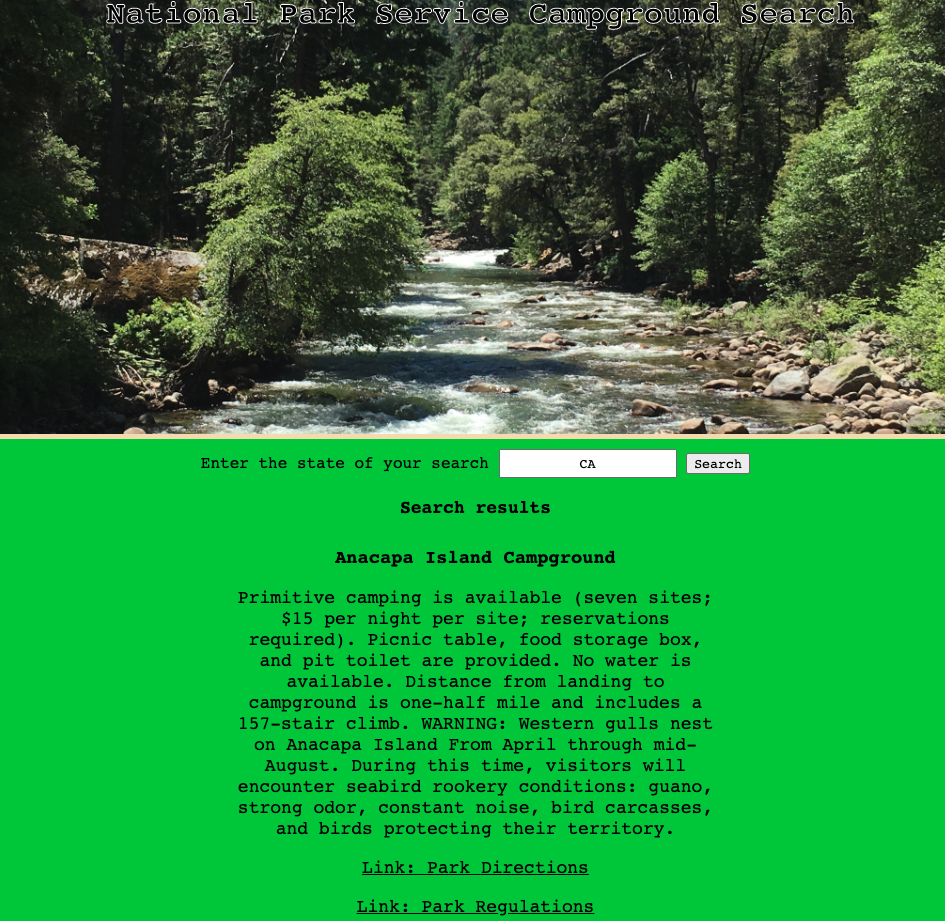 National Park Service Campground Search
Enter the state of your search CA Search
Search results
Anacapa Island Campground
Primitive camping is available (seven sites;
$15 per night per site; reservations
required). Picnic table, food storage box,
and pit toilet are provided. No water is
available. Distance from landing to
campground is one-half mile and includes a
157-stair climb. WARNING: Western gulls nest
on Anacapa Island From April through mid-
August. During this time, visitors will
encounter seabird rookery conditions: guano,
strong odor, constant noise, bird carcasses,
and birds protecting their territory.
Link: Park Directions
Link: Park Regulations